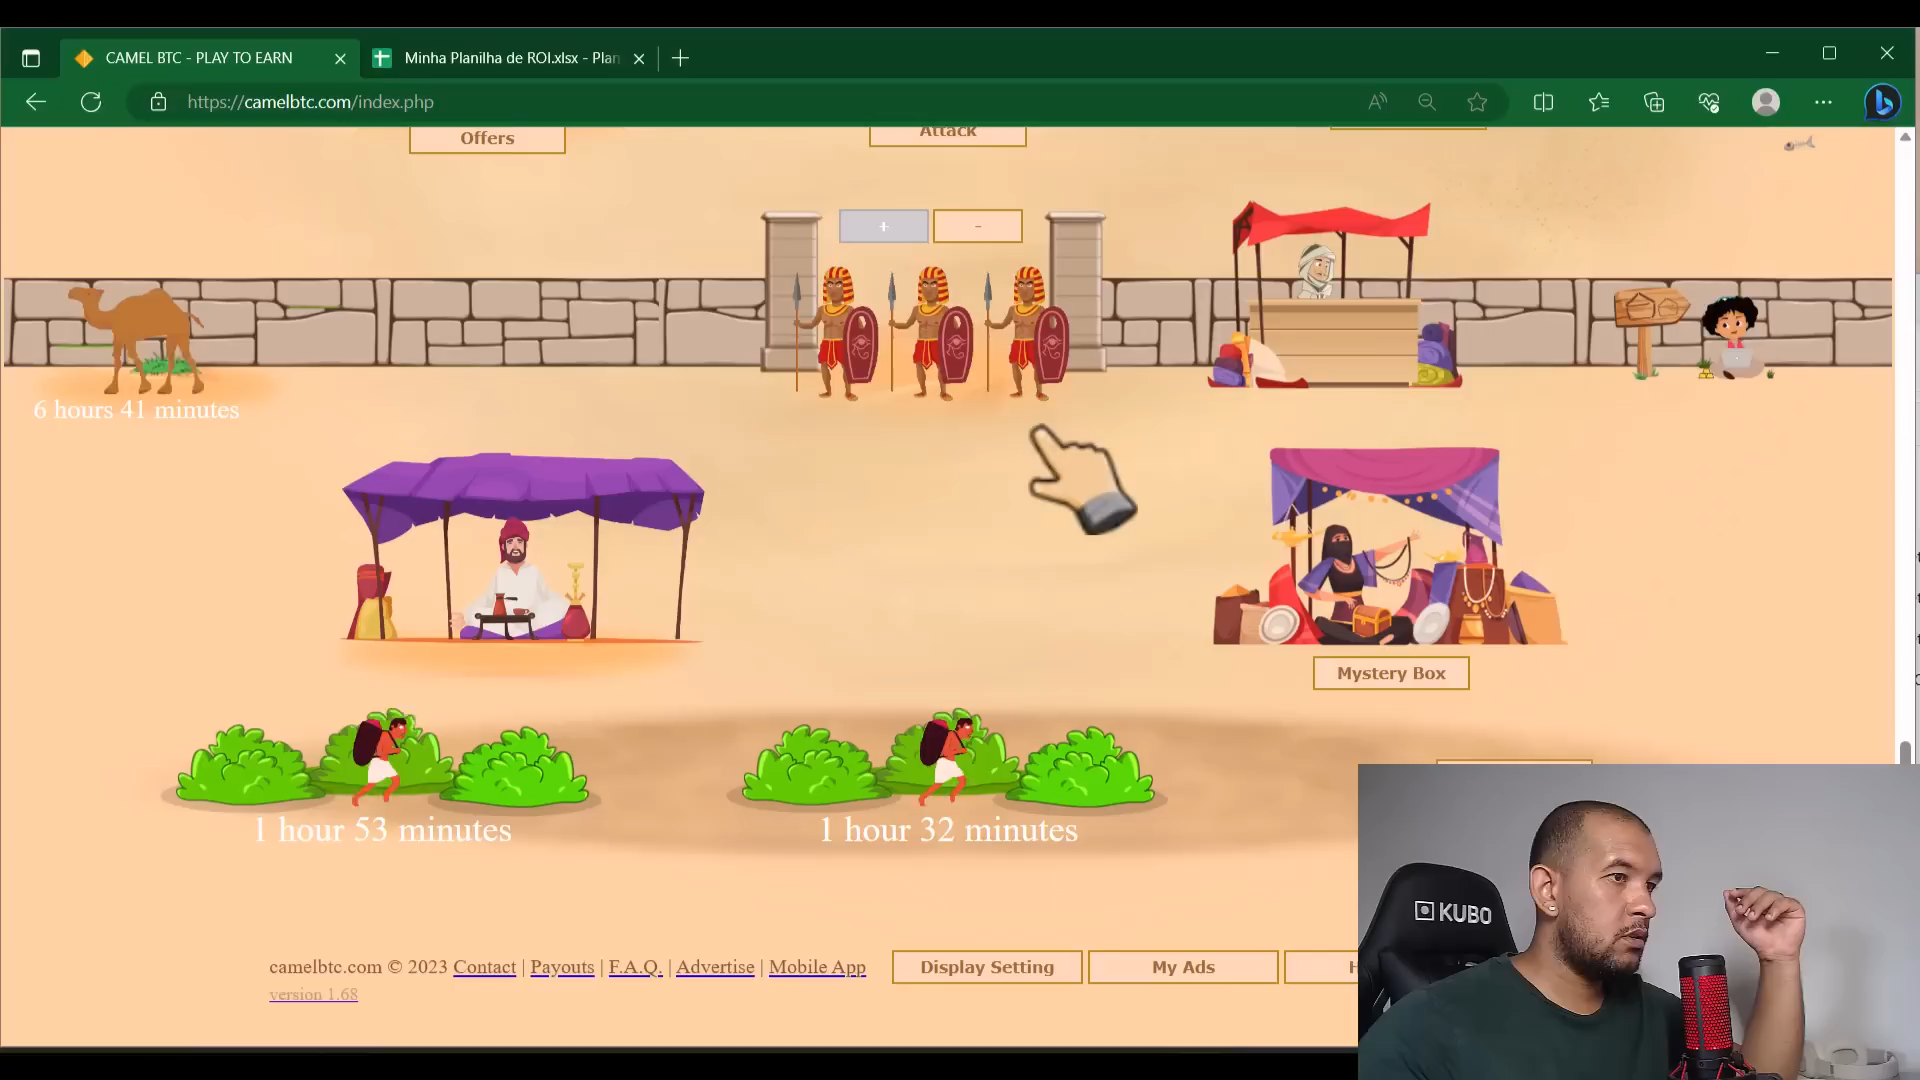 CAMEL BTC - PLAY TO EARN
Minha Planilha de ROI.xlsx - Plan
https://camelbtc.com/index.php
Offers
Attack
+
-
6 hours 41 minutes
Mystery Box
1 hour 53 minutes
1 hour 32 minutes
camelbtc.com © 2023 Contact | Payouts | F.A.Q. | Advertise | Mobile App
version 1.68
Display Setting
My Ads
KUBO